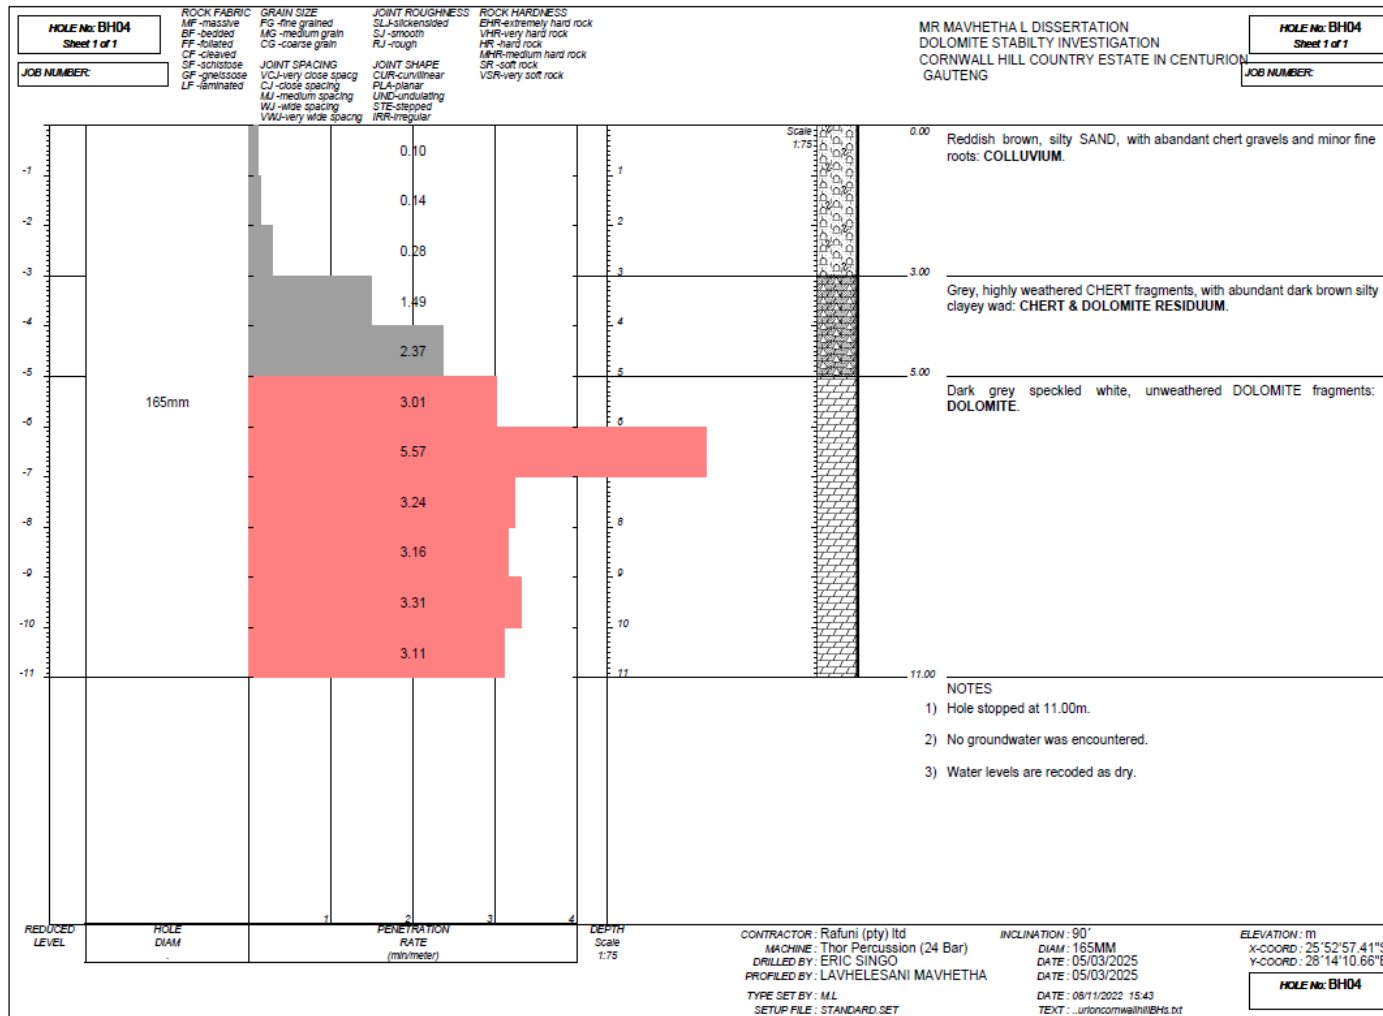 HOLE No: BH04
Sheet 1 of 1
JOB NUMBER:
ROCK FABRIC
MF -massive
BF -bedded
FF -foliated
CF -cleaved
SF -schistose
GF -gneissose
LF -laminated
GRAIN SIZE
FG -fine grained
MG -medium grain
CG -coarse grain
JOINT SPACING
VCJ-very close spacg
CJ -close spacing
MJ -medium spacing
WJ -wide spacing
VWJ-very wide spacng
JOINT ROUGHNESS
SLJ-slickensided
SJ -smooth
RJ -rough
JOINT SHAPE
CUR-curvilinear
PLA-planar
UND-undulating
STE-stepped
IRR-irregular
ROCK HARDNESS
EHR-extremely hard rock
VHR-very hard rock
HR -hard rock
MHR-medium hard rock
SR -soft rock
VSR-very soft rock
MR MAVHETHA L DISSERTATION
DOLOMITE STABILTY INVESTIGATION
CORNWALL HILL COUNTRY ESTATE IN CENTURION
GAUTENG
HOLE No: BH04
Sheet 1 of 1
JOB NUMBER:
Scale
1:75
0.00
Reddish brown, silty SAND, with abandant chert gravels and minor fine
roots: COLLUVIUM.
0.10
-1
1
0.14
-2
2
0.28
-3
3
3.00
Grey, highly weathered CHERT fragments, with abundant dark brown silty
clayey wad: CHERT & DOLOMITE RESIDUUM.
1.49
-4
4
2.37
-5
5
5.00
Dark grey speckled white, unweathered DOLOMITE fragments:
DOLOMITE.
165mm
3.01
-6
6
5.57
-7
7
3.24
-8
8
3.16
-9
9
3.31
-10
10
3.11
-11
11
11.00
NOTES
1) Hole stopped at 11.00m.
2) No groundwater was encountered.
3) Water levels are recoded as dry.
1 2 3 4
REDUCED
LEVEL
HOLE
DIAM
PENETRATION
RATE
(min/meter)
DEPTH
Scale
1:75
CONTRACTOR : Rafuni (pty) ltd
MACHINE : Thor Percussion (24 Bar)
DRILLED BY : ERIC SINGO
PROFILED BY : LAVHELESANI MAVHETHA
TYPE SET BY : M.L
SETUP FILE : STANDARD.SET
INCLINATION : 90°
DIAM : 165MM
DATE : 05/03/2025
DATE : 05/03/2025
DATE : 08/11/2022 15:43
TEXT : ..urioncornwallhillBHs.txt
ELEVATION : m
X-COORD : 25°52'57.41"S
Y-COORD : 28°14'10.66"E
HOLE No: BH04